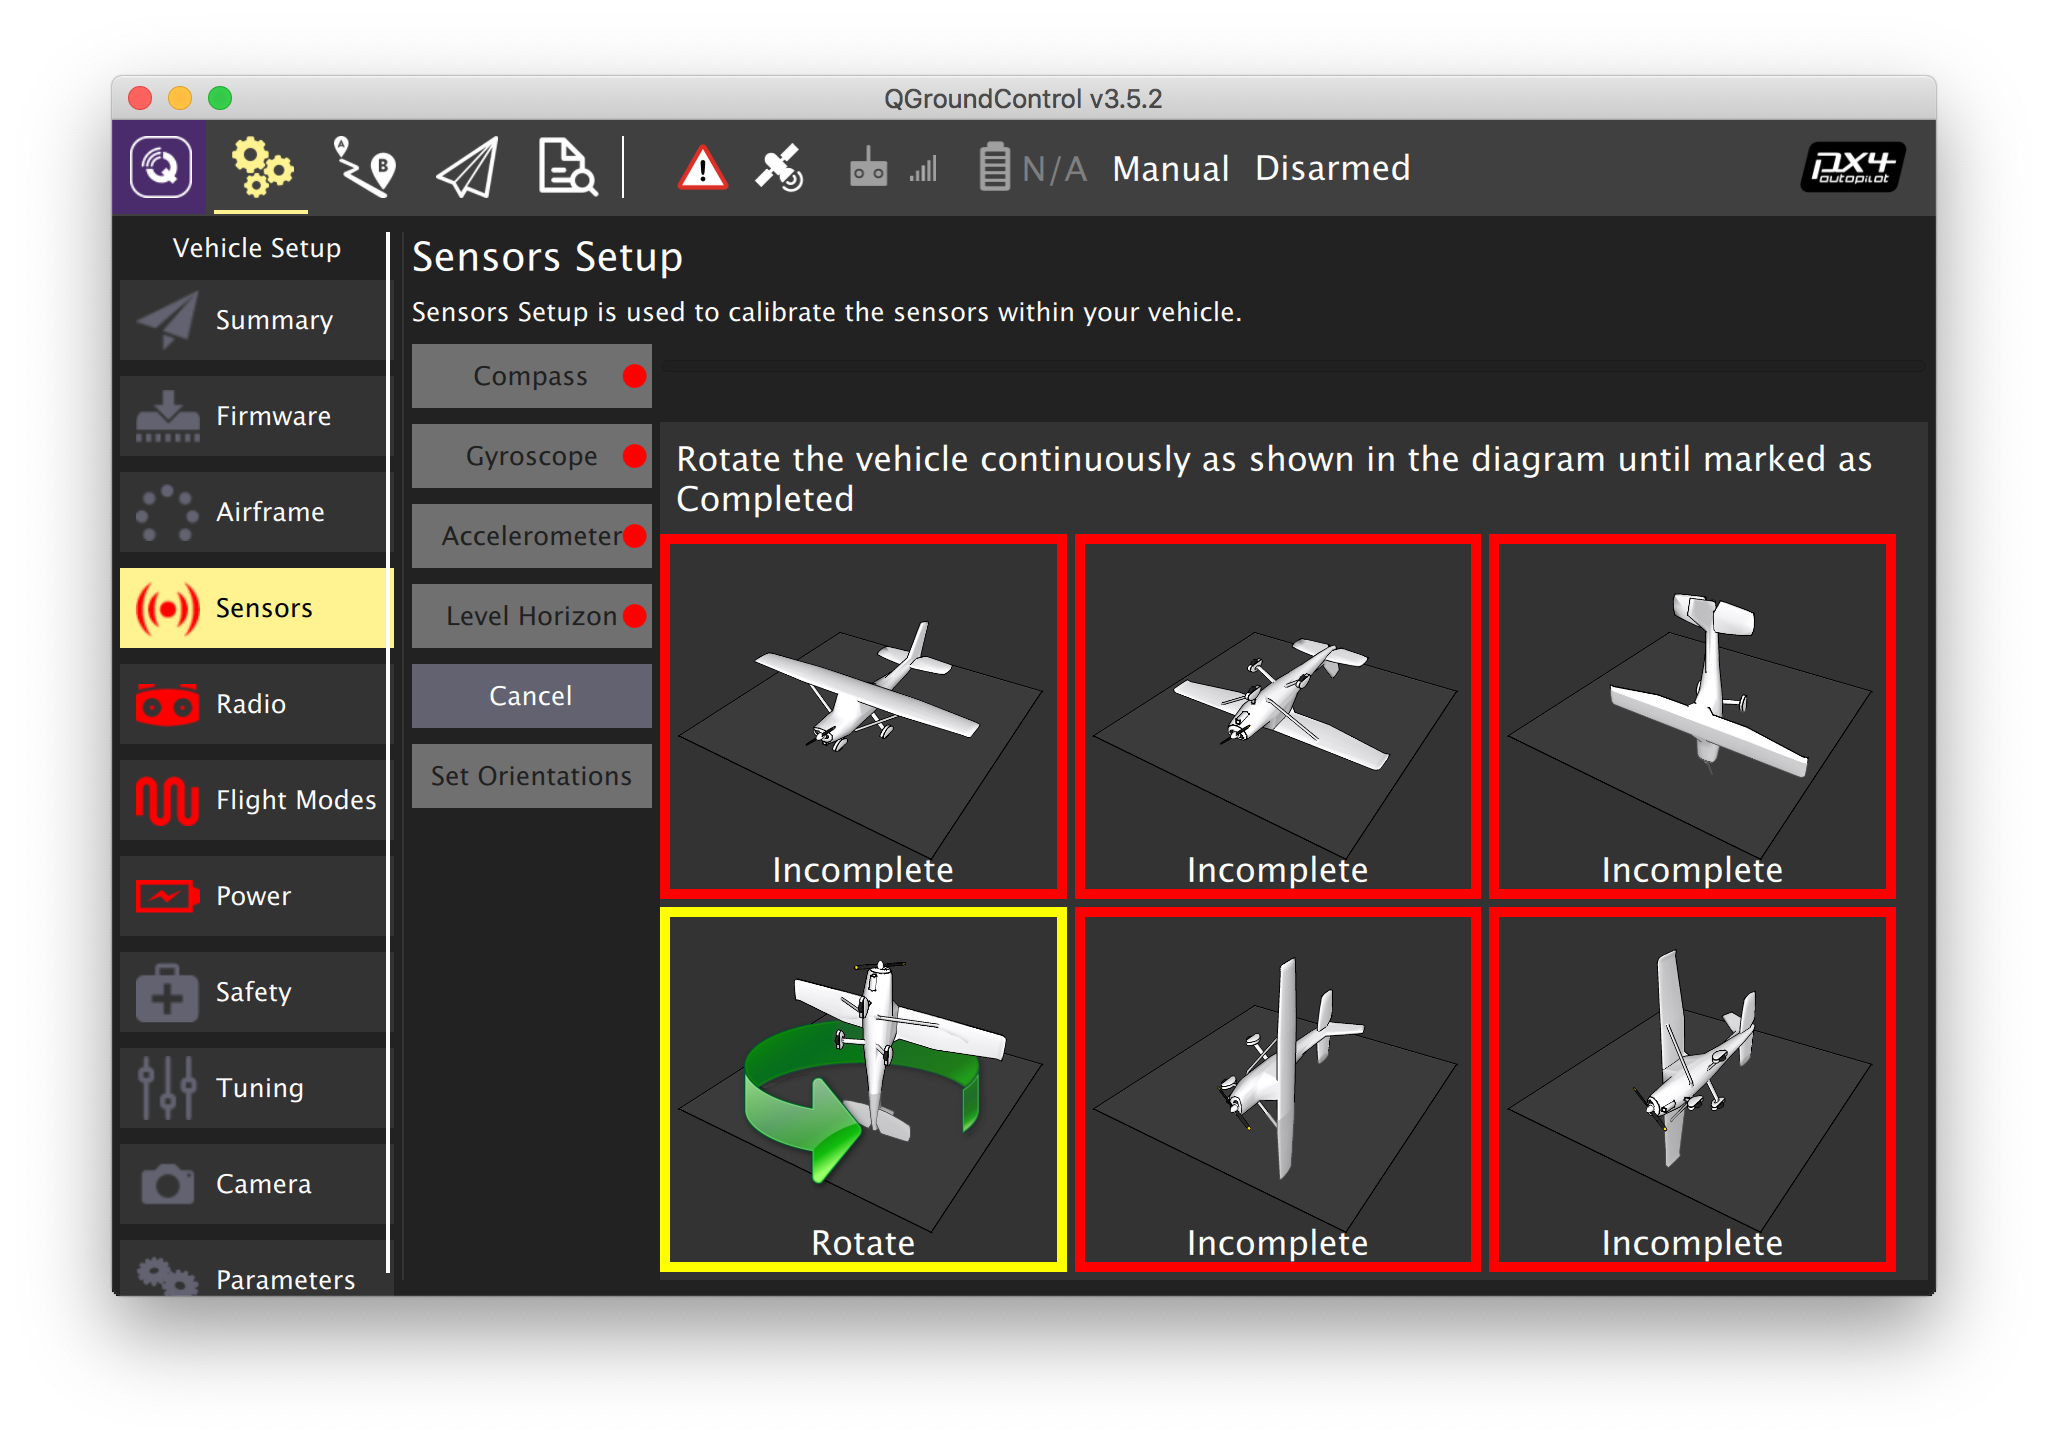 QGroundControl v3.5.2
A
B
N/A
Manual
Disarmed
px4
autopilot
Vehicle Setup
Summary
Firmware
Airframe
Sensors
Radio
Flight Modes
Power
Safety
Tuning
Camera
Parameters
Sensors Setup
Sensors Setup is used to calibrate the sensors within your vehicle.
Compass
Gyroscope
Accelerometer
Level Horizon
Cancel
Set Orientations
Rotate the vehicle continuously as shown in the diagram until marked as
Completed
Incomplete
Incomplete
Incomplete
Rotate
Incomplete
Incomplete